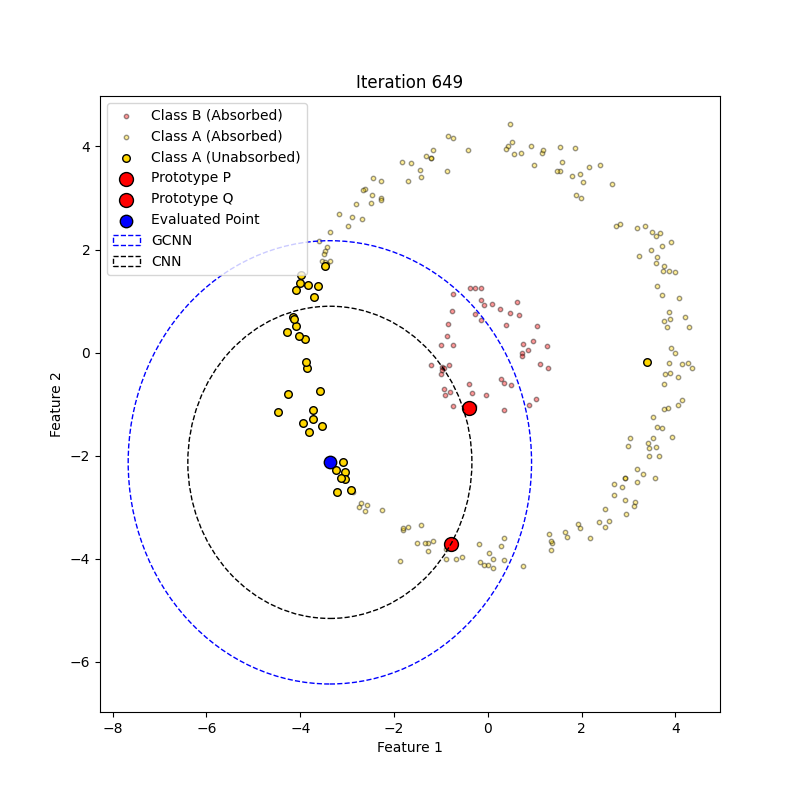 Iteration 649
Class B (Absorbed)
Class A (Absorbed)
Class A (Unabsorbed)
Prototype P
Prototype Q
Evaluated Point
GCNN
CNN
Feature 2
4
2
0
−2
−4
−6
−8
−6
−4
−2
0
2
4
Feature 1